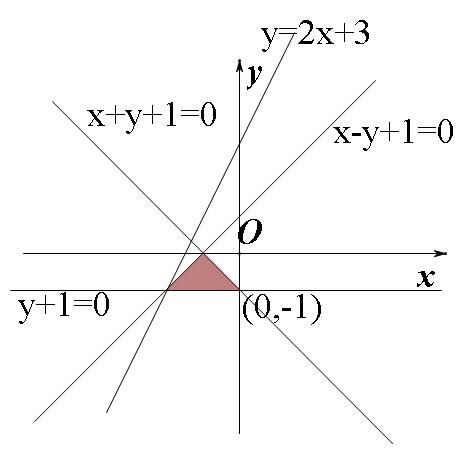 y=2x+3
y
x+y+1=0
x-y+1=0
O
x
y+1=0
(0,-1)